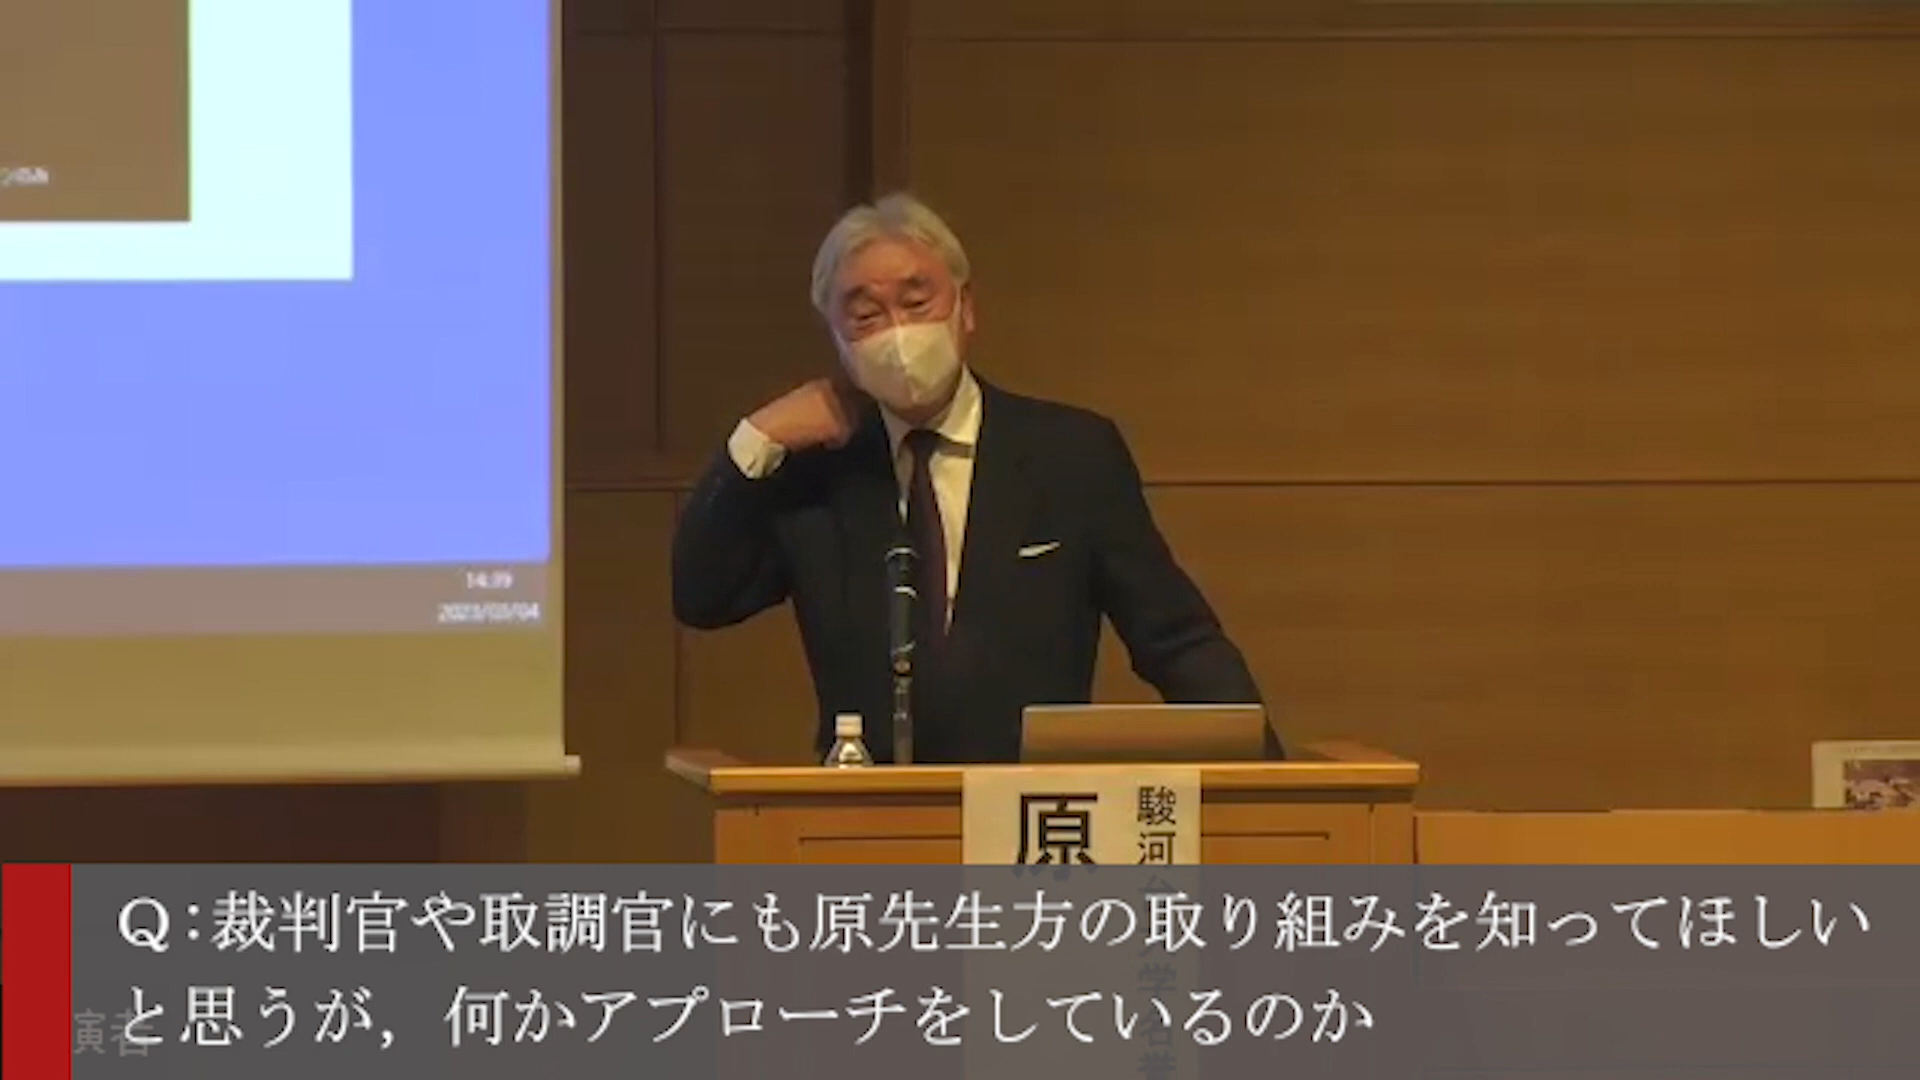 14:39
原
駿河
Q:裁判官や取調官にも原先生方の取り組みを知ってほしい
と思うが，何かアプローチをしているのか